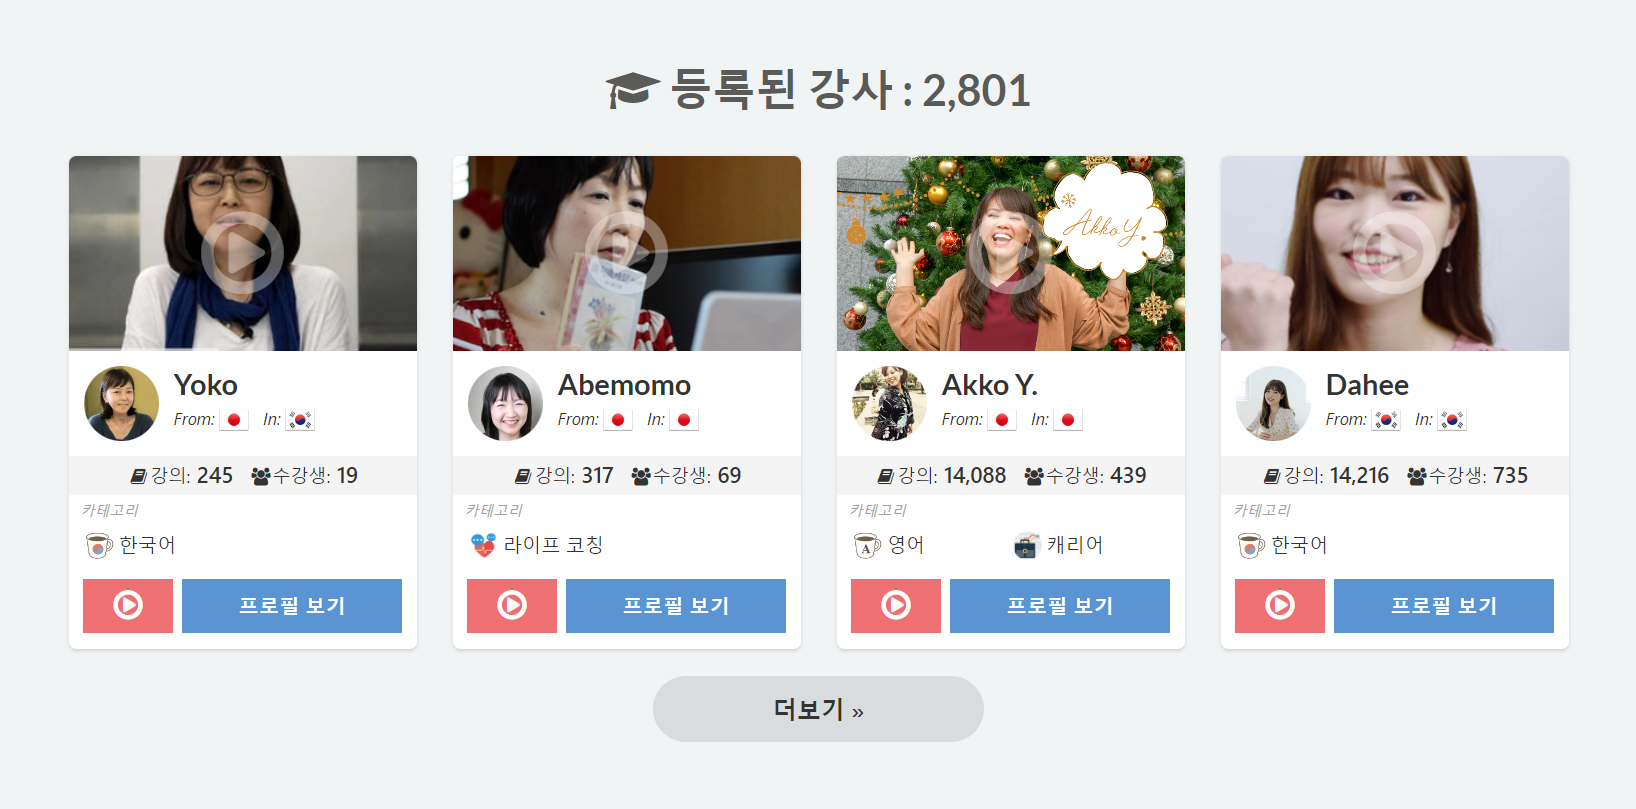 등록된 강사 : 2,801
Akko Y.
Yoko
From: In:
강의: 245 수강생: 19
카테고리
한국어
프로필 보기
Abemomo
From: In:
강의: 317 수강생: 69
카테고리
라이프 코칭
프로필 보기
Akko Y.
From: In:
강의: 14,088 수강생: 439
카테고리
A 영어 캐리어
프로필 보기
Dahee
From: In:
강의: 14,216 수강생: 735
카테고리
한국어
프로필 보기
더보기 »